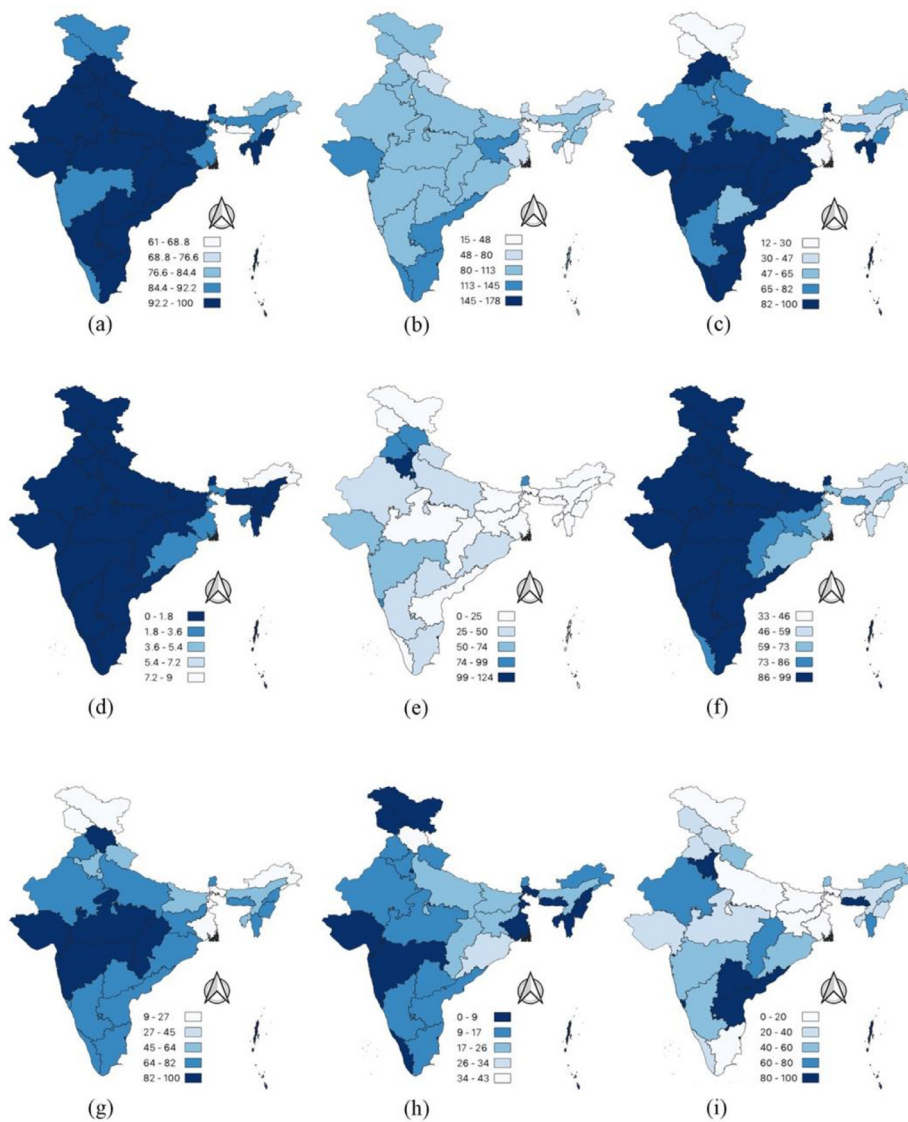 61 - 68.8
68.8 - 76.6
76.6 - 84.4
84.4 - 92.2
92.2 - 100
(a)
15 - 48
48 - 80
80 - 113
113 - 145
145 - 178
(b)
12 - 30
30 - 47
47 - 65
65 - 82
82 - 100
(c)
0 - 1.8
1.8 - 3.6
3.6 - 5.4
5.4 - 7.2
7.2 - 9
(d)
0 - 25
25 - 50
50 - 74
74 - 99
99 - 124
(e)
33 - 46
46 - 59
59 - 73
73 - 86
86 - 99
(f)
9 - 27
27 - 45
45 - 64
64 - 82
82 - 100
(g)
0 - 9
9 - 17
17 - 26
26 - 34
34 - 43
(h)
0 - 20
20 - 40
40 - 60
60 - 80
80 - 100
(i)